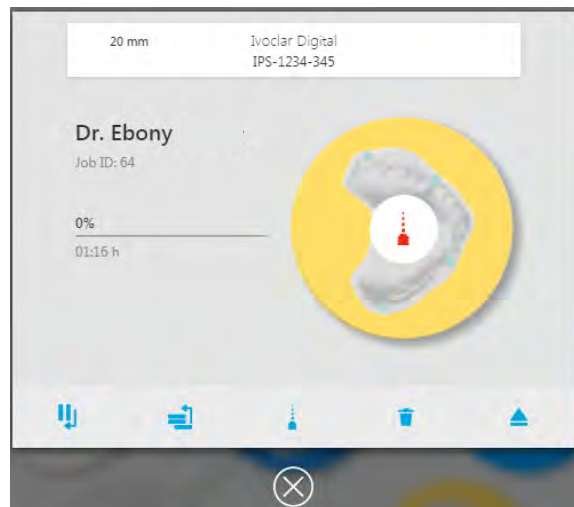 20 mm
Ivoclar Digital
IPS-1234-345
Dr. Ebony
Job ID: 64
0%
01:16 h